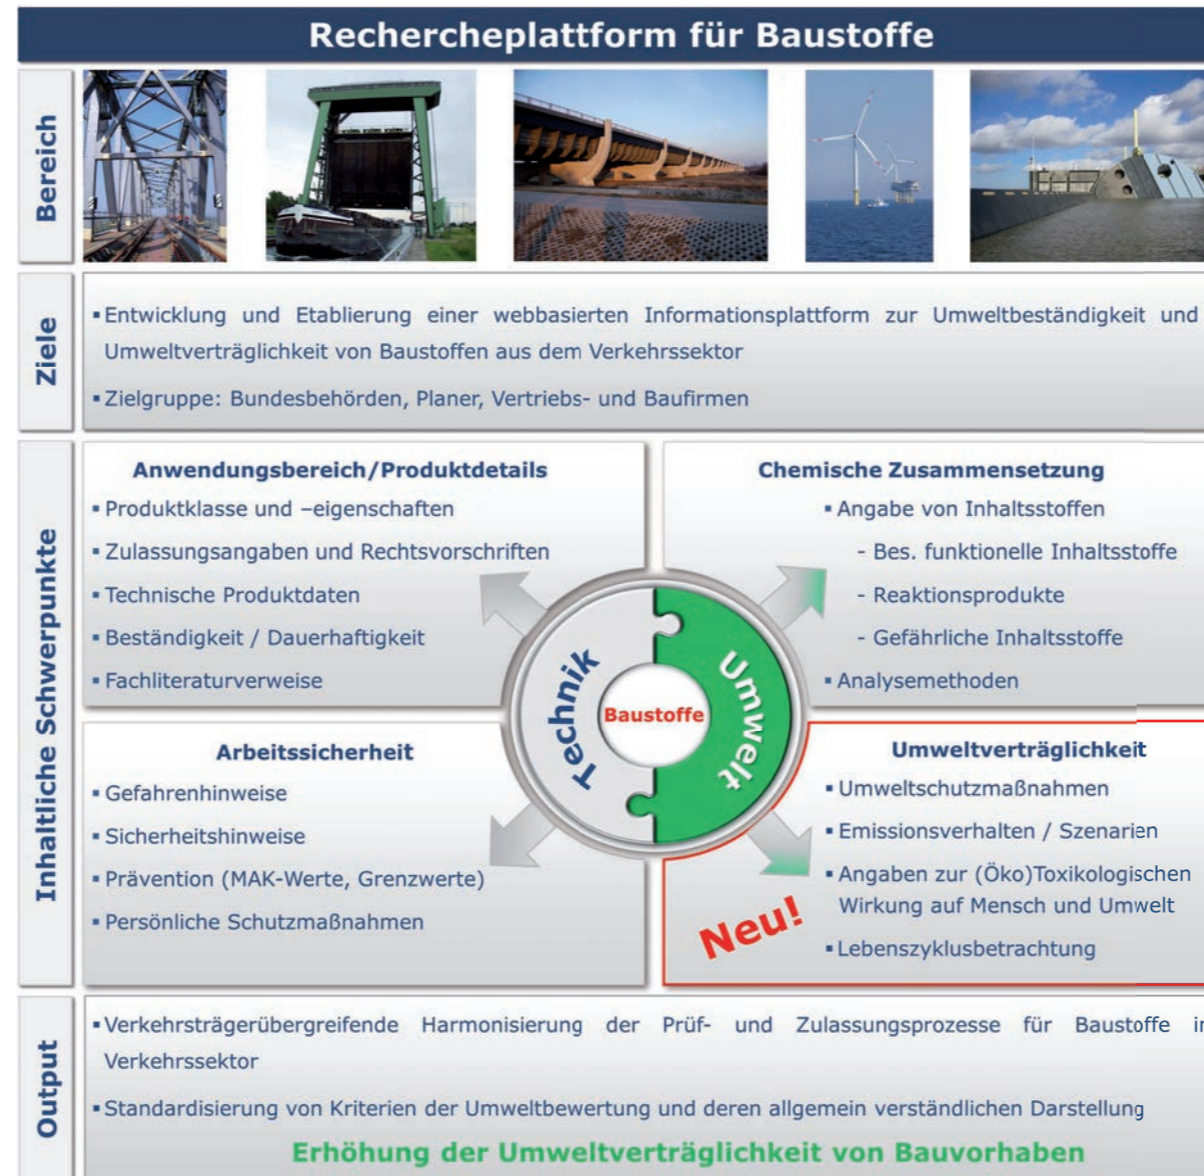 Rechercheplattform für Baustoffe
Bereich
Ziele
▪ Entwicklung und Etablierung einer webbasierten Informationsplattform zur Umweltbeständigkeit und
Umweltverträglichkeit von Baustoffen aus dem Verkehrssektor
▪ Zielgruppe: Bundesbehörden, Planer, Vertriebs- und Baufirmen
Inhaltliche Schwerpunkte
Anwendungsbereich/Produktdetails
▪ Produktklasse und –eigenschaften
▪ Zulassungsangaben und Rechtsvorschriften
▪ Technische Produktdaten
▪ Beständigkeit / Dauerhaftigkeit
▪ Fachliteraturverweise
Chemische Zusammensetzung
▪ Angabe von Inhaltsstoffen
- Bes. funktionelle Inhaltsstoffe
- Reaktionsprodukte
- Gefährliche Inhaltsstoffe
▪ Analysemethoden
Technik
Baustoffe
Umwelt
Arbeitssicherheit
▪ Gefahrenhinweise
▪ Sicherheitshinweise
▪ Prävention (MAK-Werte, Grenzwerte)
▪ Persönliche Schutzmaßnahmen
Umweltverträglichkeit
▪ Umweltschutzmaßnahmen
▪ Emissionsverhalten / Szenarien
▪ Angaben zur (Öko)Toxikologischen
Wirkung auf Mensch und Umwelt
▪ Lebenszyklusbetrachtung
Neu!
Output
▪ Verkehrsträgerübergreifende Harmonisierung der Prüf- und Zulassungsprozesse für Baustoffe
Verkehrssektor
▪ Standardisierung von Kriterien der Umweltbewertung und deren allgemein verständlichen Darstellung
Erhöhung der Umweltverträglichkeit von Bauvorhaben